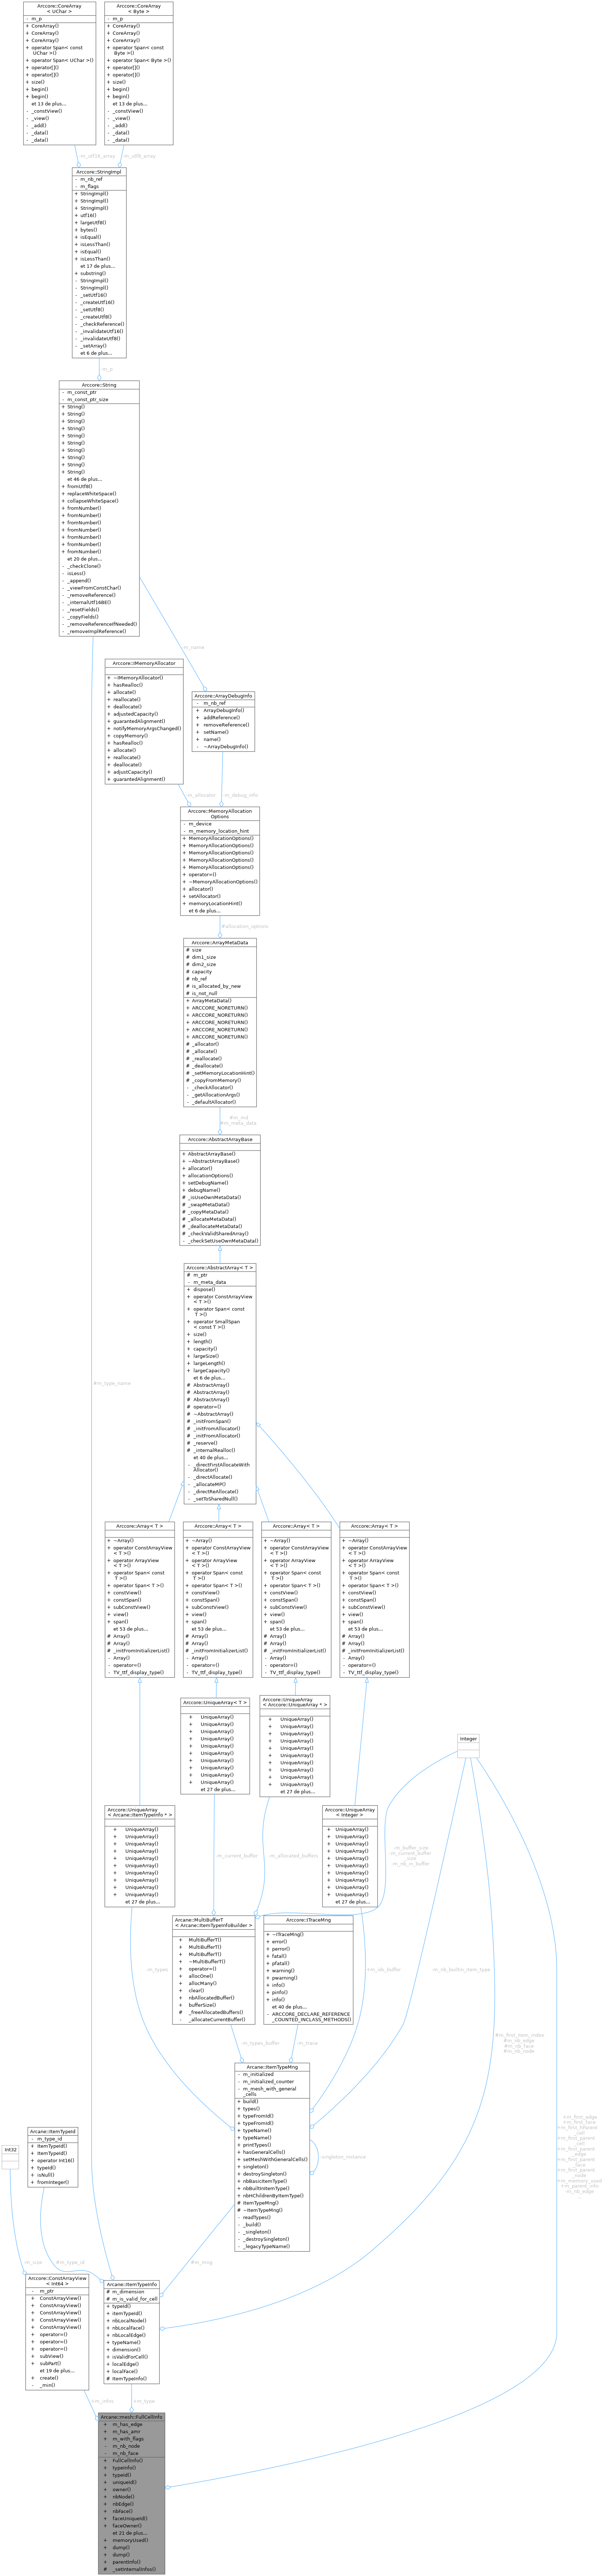 Arccore::CoreArray
< UChar >
- m_p
+ CoreArray()
+ CoreArray()
+ CoreArray()
+ operator Span< const
UChar >()
+ operator Span< UChar >()
+ operator[]()
+ operator[]()
+ size()
+ begin()
+ begin()
et 13 de plus...
- _constView()
- _view()
- _add()
- _data()
- _data()
Arccore::CoreArray
< Byte >
- m_p
+ CoreArray()
+ CoreArray()
+ CoreArray()
+ operator Span< const
Byte >()
+ operator Span< Byte >()
+ operator[]()
+ operator[]()
+ size()
+ begin()
+ begin()
et 13 de plus...
- _constView()
- _view()
- _add()
- _data()
- _data()
-m_utf16_array
-m_utf8_array
Arccore::StringImpl
- m_nb_ref
- m_flags
+ StringImpl()
+ StringImpl()
+ StringImpl()
+ utf16()
+ largeUtf8()
+ bytes()
+ isEqual()
+ isLessThan()
+ isEqual()
+ isLessThan()
et 17 de plus...
+ substring()
- StringImpl()
- StringImpl()
- _setUtf16()
- _createUtf16()
- _setUtf8()
- _createUtf8()
- _checkReference()
- _invalidateUtf16()
- _invalidateUtf8()
- _setArray()
et 6 de plus...
-m_p
Arccore::String
- m_const_ptr
- m_const_ptr_size
+ String()
+ String()
+ String()
+ String()
+ String()
+ String()
+ String()
+ String()
+ String()
+ String()
et 46 de plus...
+ fromUtf8()
+ replaceWhiteSpace()
+ collapseWhiteSpace()
+ fromNumber()
+ fromNumber()
+ fromNumber()
+ fromNumber()
+ fromNumber()
+ fromNumber()
+ fromNumber()
et 20 de plus...
- _checkClone()
- isLess()
- _append()
- _viewFromConstChar()
- _removeReference()
- _internalUtf16BE()
- _resetFields()
- _copyFields()
- _removeReferenceIfNeeded()
- _removeImplReference()
-m_name
Arccore::IMemoryAllocator
+ ~IMemoryAllocator()
+ hasRealloc()
+ allocate()
+ reallocate()
+ deallocate()
+ adjustedCapacity()
+ guarantedAlignment()
+ notifyMemoryArgsChanged()
+ copyMemory()
+ hasRealloc()
+ allocate()
+ reallocate()
+ deallocate()
+ adjustCapacity()
+ guarantedAlignment()
Arccore::ArrayDebugInfo
- m_nb_ref
+ ArrayDebugInfo()
+ addReference()
+ removeReference()
+ setName()
+ name()
- ~ArrayDebugInfo()
-m_allocator
-m_debug_info
Arccore::MemoryAllocation
Options
- m_device
- m_memory_location_hint
+ MemoryAllocationOptions()
+ MemoryAllocationOptions()
+ MemoryAllocationOptions()
+ MemoryAllocationOptions()
+ MemoryAllocationOptions()
+ operator=()
+ ~MemoryAllocationOptions()
+ allocator()
+ setAllocator()
+ memoryLocationHint()
et 6 de plus...
#allocation_options
Arccore::ArrayMetaData
# size
# dim1_size
# dim2_size
# capacity
# nb_ref
# is_allocated_by_new
# is_not_null
+ ArrayMetaData()
+ ARCCORE_NORETURN()
+ ARCCORE_NORETURN()
+ ARCCORE_NORETURN()
+ ARCCORE_NORETURN()
+ ARCCORE_NORETURN()
# _allocator()
# _allocate()
# _reallocate()
# _deallocate()
# _setMemoryLocationHint()
# _copyFromMemory()
- _checkAllocator()
- _getAllocationArgs()
- _defaultAllocator()
#m_md
#m_meta_data
Arccore::AbstractArrayBase
+ AbstractArrayBase()
+ ~AbstractArrayBase()
+ allocator()
+ allocationOptions()
+ setDebugName()
+ debugName()
# _isUseOwnMetaData()
# _swapMetaData()
# _copyMetaData()
# _allocateMetaData()
# _deallocateMetaData()
# _checkValidSharedArray()
- _checkSetUseOwnMetaData()
Arccore::AbstractArray< T >
# m_ptr
- m_meta_data
+ dispose()
+ operator ConstArrayView
< T >()
+ operator Span< const
T >()
+ operator SmallSpan
< const T >()
+ size()
+ length()
+ capacity()
+ largeSize()
+ largeLength()
+ largeCapacity()
et 6 de plus...
# AbstractArray()
# AbstractArray()
# AbstractArray()
# operator=()
# ~AbstractArray()
# _initFromSpan()
# _initFromAllocator()
# _initFromAllocator()
# _reserve()
# _internalRealloc()
et 40 de plus...
- _directFirstAllocateWith
Allocator()
- _directAllocate()
- _allocateMP()
- _directReAllocate()
- _setToSharedNull()
#m_type_name
Arccore::Array< T >
+ ~Array()
+ operator ConstArrayView
< T >()
+ operator ArrayView
< T >()
+ operator Span< const
T >()
+ operator Span< T >()
+ constView()
+ constSpan()
+ subConstView()
+ view()
+ span()
et 53 de plus...
# Array()
# Array()
# _initFromInitializerList()
- Array()
- operator=()
- TV_ttf_display_type()
Arccore::Array< T >
+ ~Array()
+ operator ConstArrayView
< T >()
+ operator ArrayView
< T >()
+ operator Span< const
T >()
+ operator Span< T >()
+ constView()
+ constSpan()
+ subConstView()
+ view()
+ span()
et 53 de plus...
# Array()
# Array()
# _initFromInitializerList()
- Array()
- operator=()
- TV_ttf_display_type()
Arccore::Array< T >
+ ~Array()
+ operator ConstArrayView
< T >()
+ operator ArrayView
< T >()
+ operator Span< const
T >()
+ operator Span< T >()
+ constView()
+ constSpan()
+ subConstView()
+ view()
+ span()
et 53 de plus...
# Array()
# Array()
# _initFromInitializerList()
- Array()
- operator=()
- TV_ttf_display_type()
Arccore::Array< T >
+ ~Array()
+ operator ConstArrayView
< T >()
+ operator ArrayView
< T >()
+ operator Span< const
T >()
+ operator Span< T >()
+ constView()
+ constSpan()
+ subConstView()
+ view()
+ span()
et 53 de plus...
# Array()
# Array()
# _initFromInitializerList()
- Array()
- operator=()
- TV_ttf_display_type()
Arccore::UniqueArray< T >
+ UniqueArray()
+ UniqueArray()
+ UniqueArray()
+ UniqueArray()
+ UniqueArray()
+ UniqueArray()
+ UniqueArray()
+ UniqueArray()
+ UniqueArray()
+ UniqueArray()
et 27 de plus...
Arccore::UniqueArray
< Arccore::UniqueArray * >
+ UniqueArray()
+ UniqueArray()
+ UniqueArray()
+ UniqueArray()
+ UniqueArray()
+ UniqueArray()
+ UniqueArray()
+ UniqueArray()
+ UniqueArray()
+ UniqueArray()
et 27 de plus...
Integer
Arccore::UniqueArray
< Arcane::ItemTypeInfo * >
+ UniqueArray()
+ UniqueArray()
+ UniqueArray()
+ UniqueArray()
+ UniqueArray()
+ UniqueArray()
+ UniqueArray()
+ UniqueArray()
+ UniqueArray()
+ UniqueArray()
et 27 de plus...
Arccore::UniqueArray
< Integer >
+ UniqueArray()
+ UniqueArray()
+ UniqueArray()
+ UniqueArray()
+ UniqueArray()
+ UniqueArray()
+ UniqueArray()
+ UniqueArray()
+ UniqueArray()
+ UniqueArray()
et 27 de plus...
-m_current_buffer
-m_allocated_buffers
-m_buffer_size
-m_current_buffer
_size
-m_nb_in_buffer
Arcane::MultiBufferT
< Arcane::ItemTypeInfoBuilder >
+ MultiBufferT()
+ MultiBufferT()
+ MultiBufferT()
+ ~MultiBufferT()
+ operator=()
+ allocOne()
+ allocMany()
+ clear()
+ nbAllocatedBuffer()
+ bufferSize()
# _freeAllocatedBuffers()
- _allocateCurrentBuffer()
Arccore::ITraceMng
+ ~ITraceMng()
+ error()
+ perror()
+ fatal()
+ pfatal()
+ warning()
+ pwarning()
+ info()
+ pinfo()
+ info()
et 40 de plus...
- ARCCORE_DECLARE_REFERENCE
_COUNTED_INCLASS_METHODS()
-m_types
+m_ids_buffer
-m_nb_builtin_item_type
-m_types_buffer
-m_trace
#m_first_item_index
#m_nb_edge
#m_nb_face
#m_nb_node
Arcane::ItemTypeMng
- m_initialized
- m_initialized_counter
- m_mesh_with_general
_cells
+ build()
+ types()
+ typeFromId()
+ typeFromId()
+ typeName()
+ typeName()
+ printTypes()
+ hasGeneralCells()
+ setMeshWithGeneralCells()
+ singleton()
+ destroySingleton()
+ nbBasicItemType()
+ nbBuiltInItemType()
+ nbHChildrenByItemType()
# ItemTypeMng()
# ~ItemTypeMng()
- readTypes()
- _build()
- _singleton()
- _destroySingleton()
- _legacyTypeName()
-singleton_instance
+m_first_edge
+m_first_face
+m_first_hParent
_cell
+m_first_parent
_cell
+m_first_parent
_edge
+m_first_parent
_face
+m_first_parent
_node
+m_memory_used
+m_parent_info
-m_nb_edge
Int32
Arcane::ItemTypeId
- m_type_id
+ ItemTypeId()
+ ItemTypeId()
+ operator Int16()
+ typeId()
+ isNull()
+ fromInteger()
-m_size
#m_type_id
#m_mng
Arccore::ConstArrayView
< Int64 >
- m_ptr
+ ConstArrayView()
+ ConstArrayView()
+ ConstArrayView()
+ ConstArrayView()
+ ConstArrayView()
+ operator=()
+ operator=()
+ operator=()
+ subView()
+ subPart()
et 19 de plus...
+ create()
- _min()
Arcane::ItemTypeInfo
# m_dimension
# m_is_valid_for_cell
+ typeId()
+ itemTypeId()
+ nbLocalNode()
+ nbLocalFace()
+ nbLocalEdge()
+ typeName()
+ dimension()
+ isValidForCell()
+ localEdge()
+ localFace()
# ItemTypeInfo()
+m_infos
+m_type
Arcane::mesh::FullCellInfo
+ m_has_edge
+ m_has_amr
+ m_with_flags
- m_nb_node
- m_nb_face
+ FullCellInfo()
+ typeInfo()
+ typeId()
+ uniqueId()
+ owner()
+ nbNode()
+ nbEdge()
+ nbFace()
+ faceUniqueId()
+ faceOwner()
et 21 de plus...
+ memoryUsed()
+ dump()
+ dump()
+ parentInfo()
# _setInternalInfos()